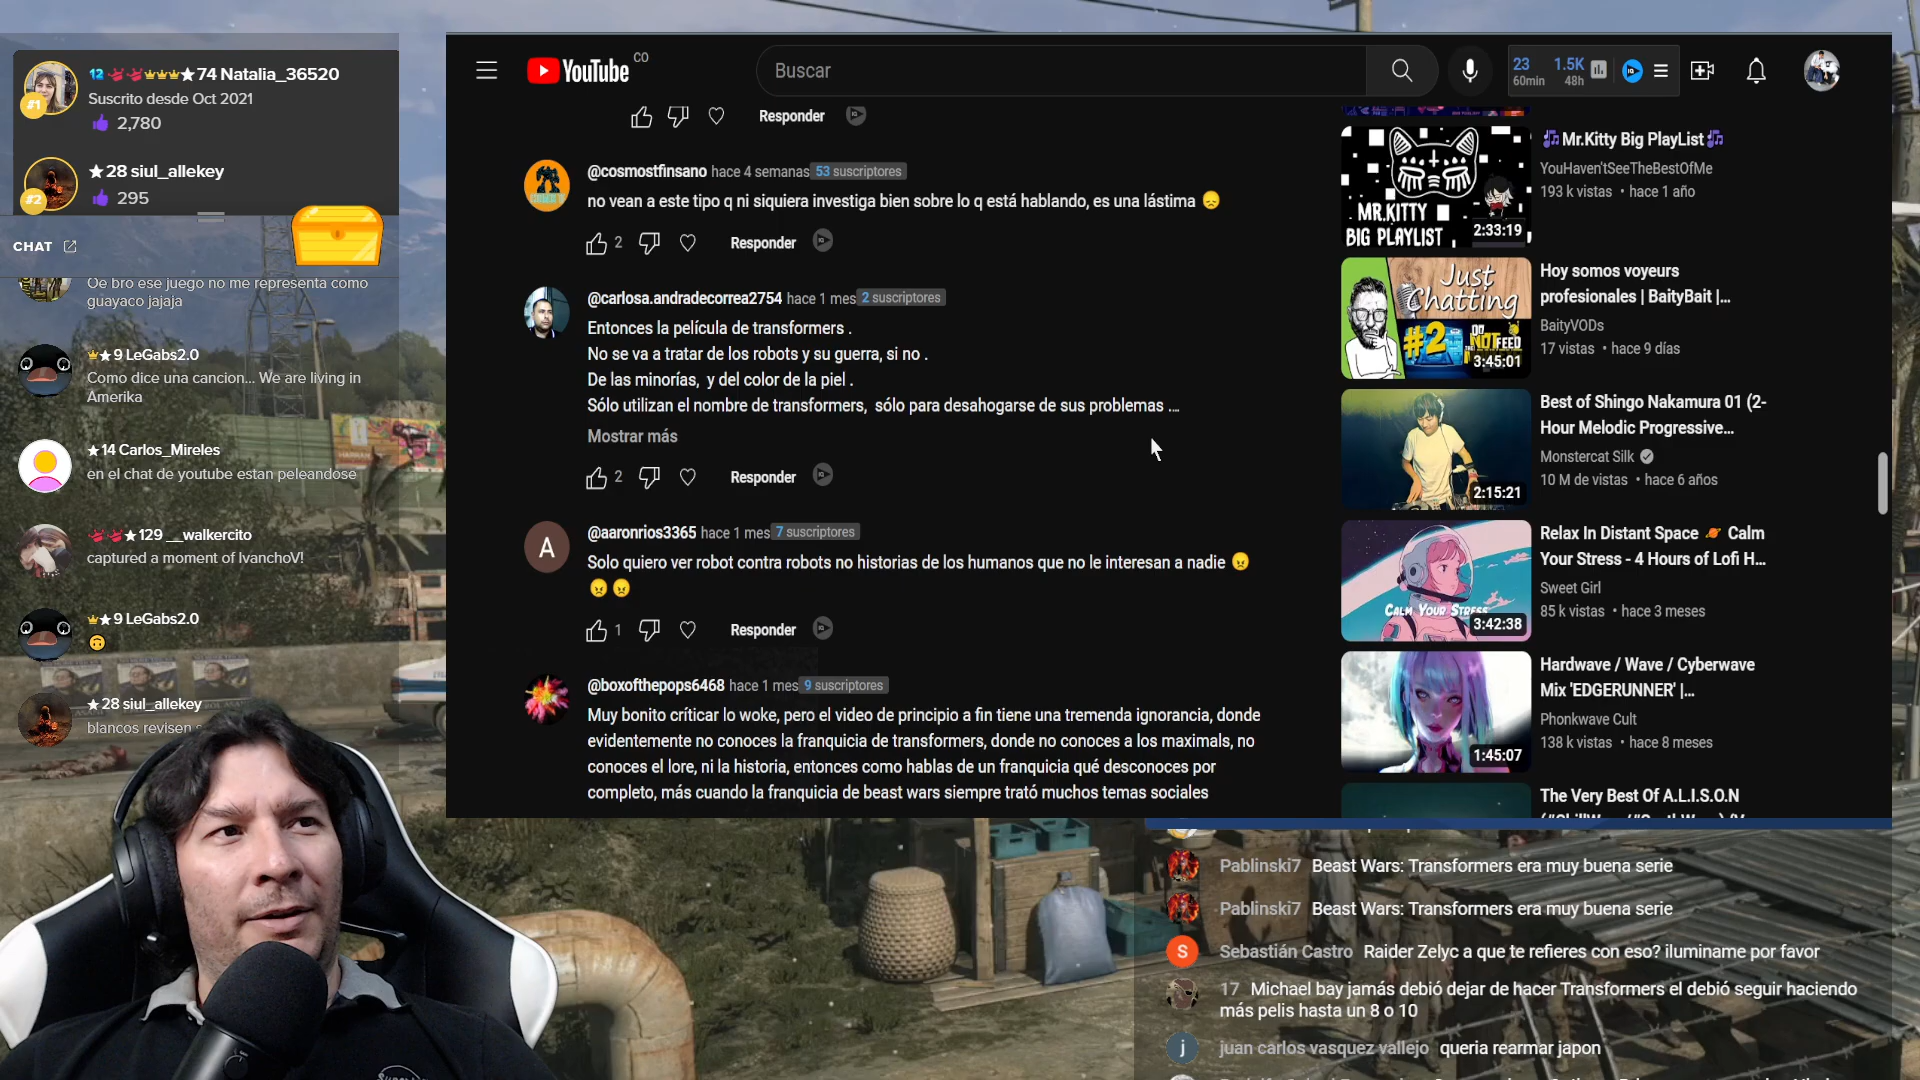 12 ★ 74 Natalia_36520
Suscrito desde Oct 2021
#1
2,780
★ 28 siul_allekey
#2
295
CHAT
Oe bro ese juego no me representa como
guayaco jajaja
★ 9 LeGabs2.0
Como dice una cancion... We are living in
Amerika
★ 14 Carlos_Mireles
en el chat de youtube estan peleandose
★ 129 __walkercito
captured a moment of IvanchoV!
★ 9 LeGabs2.0
🙃
★ 28 siul_allekey
blancos revisen
YouTube CO
Buscar
23
60min
1.5K
48h
Responder
@cosmostfinsano hace 4 semanas 53 suscriptores
no vean a este tipo q ni siquiera investiga bien sobre lo q está hablando, es una lástima 😞
2 Responder
@carlosa.andradecorrea2754 hace 1 mes 2 suscriptores
Entonces la película de transformers .
No se va a tratar de los robots y su guerra, si no .
De las minorías, y del color de la piel .
Sólo utilizan el nombre de transformers, sólo para desahogarse de sus problemas ...
Mostrar más
2 Responder
@aaronrios3365 hace 1 mes 7 suscriptores
A
Solo quiero ver robot contra robots no historias de los humanos que no le interesan a nadie 😠
😠 😠
1 Responder
@boxofthepops6468 hace 1 mes 9 suscriptores
Muy bonito críticar lo woke, pero el video de principio a fin tiene una tremenda ignorancia, donde
evidentemente no conoces la franquicia de transformers, donde no conoces a los maximals, no
conoces el lore, ni la historia, entonces como hablas de un franquicia qué desconoces por
completo, más cuando la franquicia de beast wars siempre trató muchos temas sociales
MR.KITTY
BIG PLAYLIST
2:33:19
🎶Mr.Kitty Big PlayList🎶
YouHaven'tSeeTheBestOfMe
193 k vistas • hace 1 año
Just
Chatting
#2
3:45:01
Hoy somos voyeurs
profesionales | BaityBait |...
BaityVODs
17 vistas • hace 9 días
2:15:21
Best of Shingo Nakamura 01 (2-
Hour Melodic Progressive...
Monstercat Silk
10 M de vistas • hace 6 años
CALM YOUR STRESS
3:42:38
Relax In Distant Space 🪐 Calm
Your Stress - 4 Hours of Lofi H...
Sweet Girl
85 k vistas • hace 3 meses
1:45:07
Hardwave / Wave / Cyberwave
Mix 'EDGERUNNER' |...
Phonkwave Cult
138 k vistas • hace 8 meses
The Very Best Of A.L.I.S.O.N
Pablinski7 Beast Wars: Transformers era muy buena serie
Pablinski7 Beast Wars: Transformers era muy buena serie
S
Sebastián Castro Raider Zelyc a que te refieres con eso? iluminame por favor
17 Michael bay jamás debió dejar de hacer Transformers el debió seguir haciendo
más pelis hasta un 8 o 10
j
juan carlos vasquez vallejo queria rearmar japon